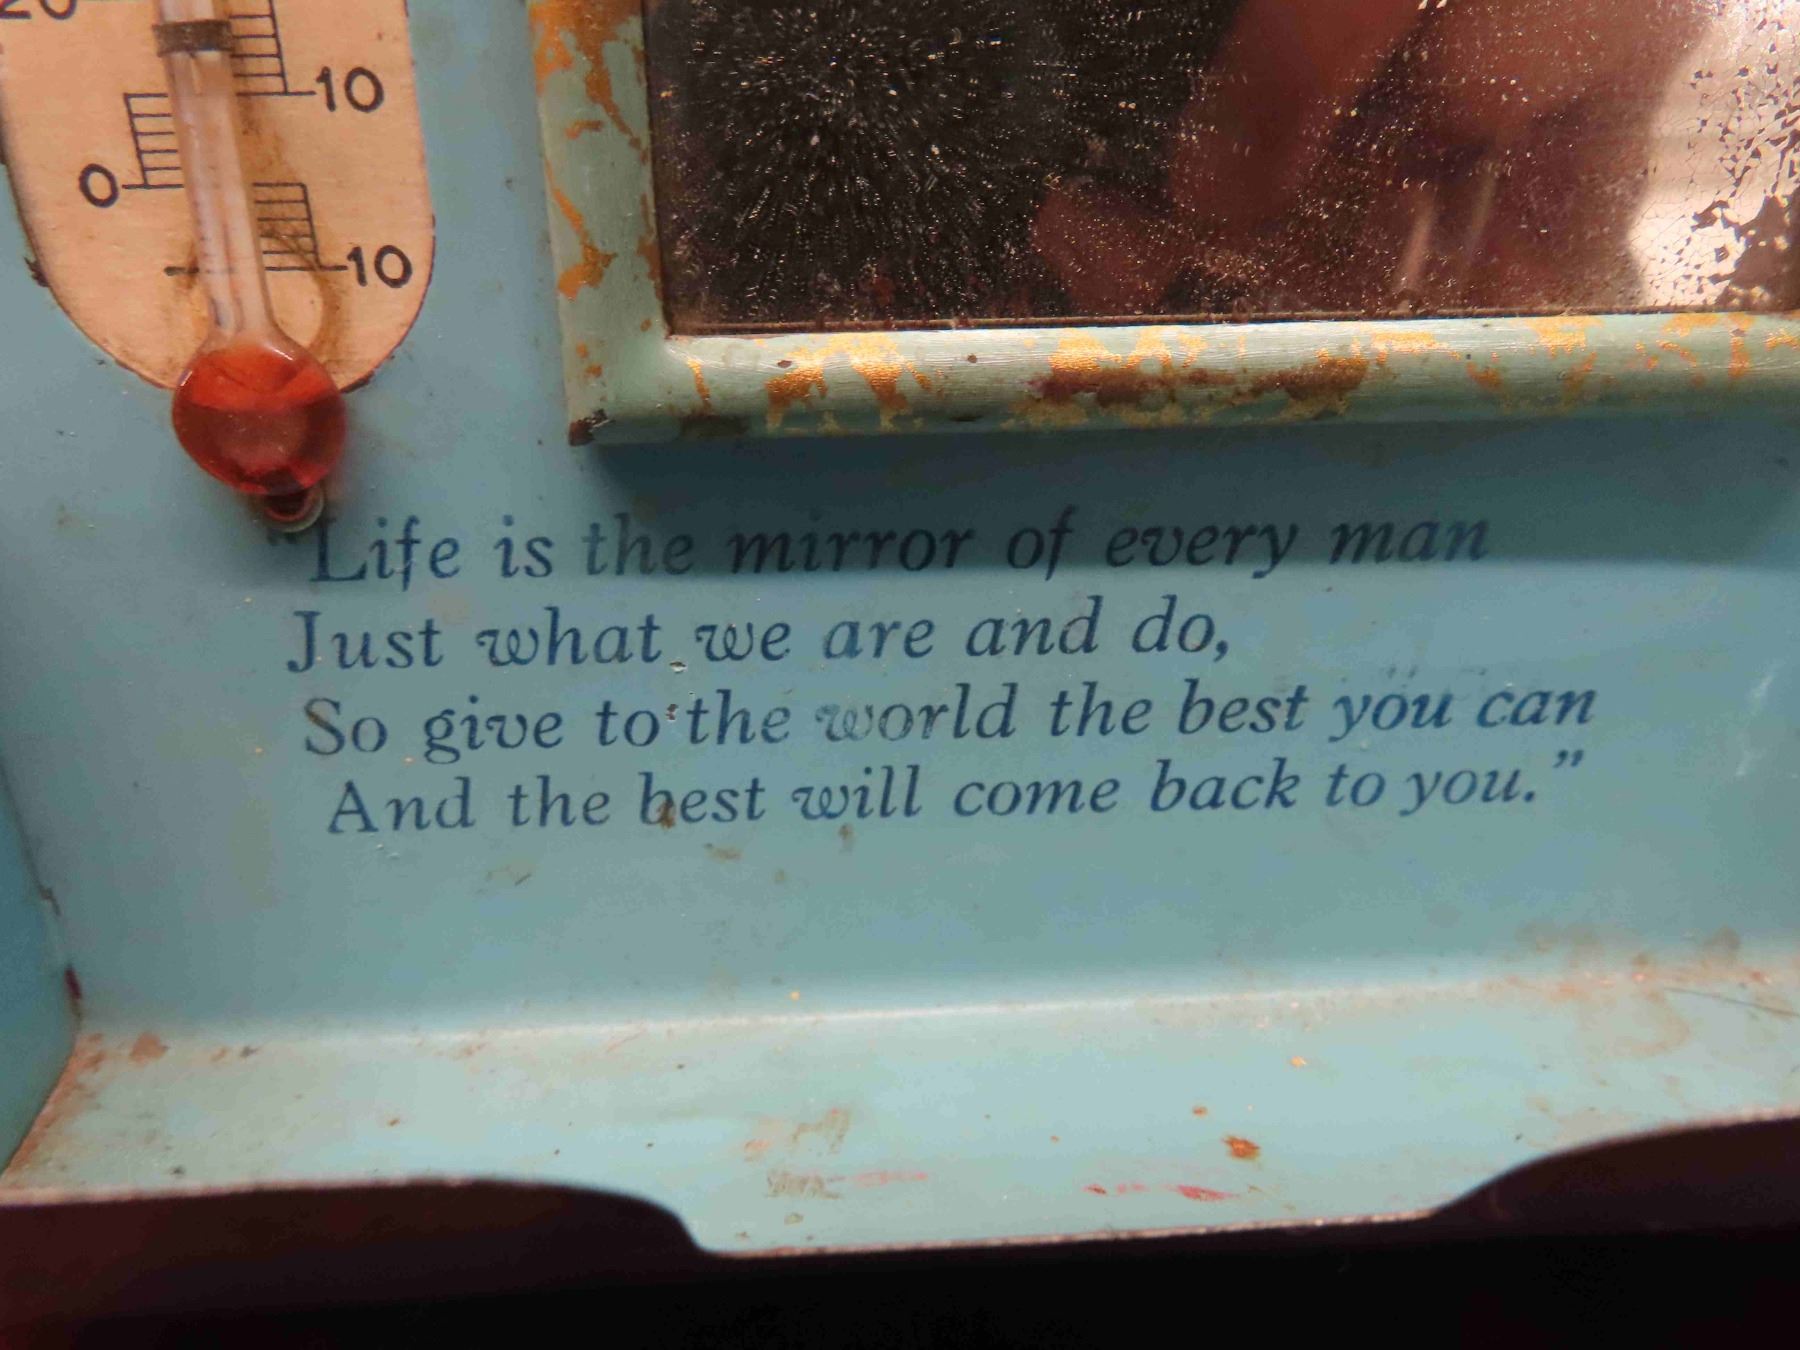 20
10
0
10
"Life is the mirror of every man
Just what we are and do,
So give to the world the best you can
And the best will come back to you."